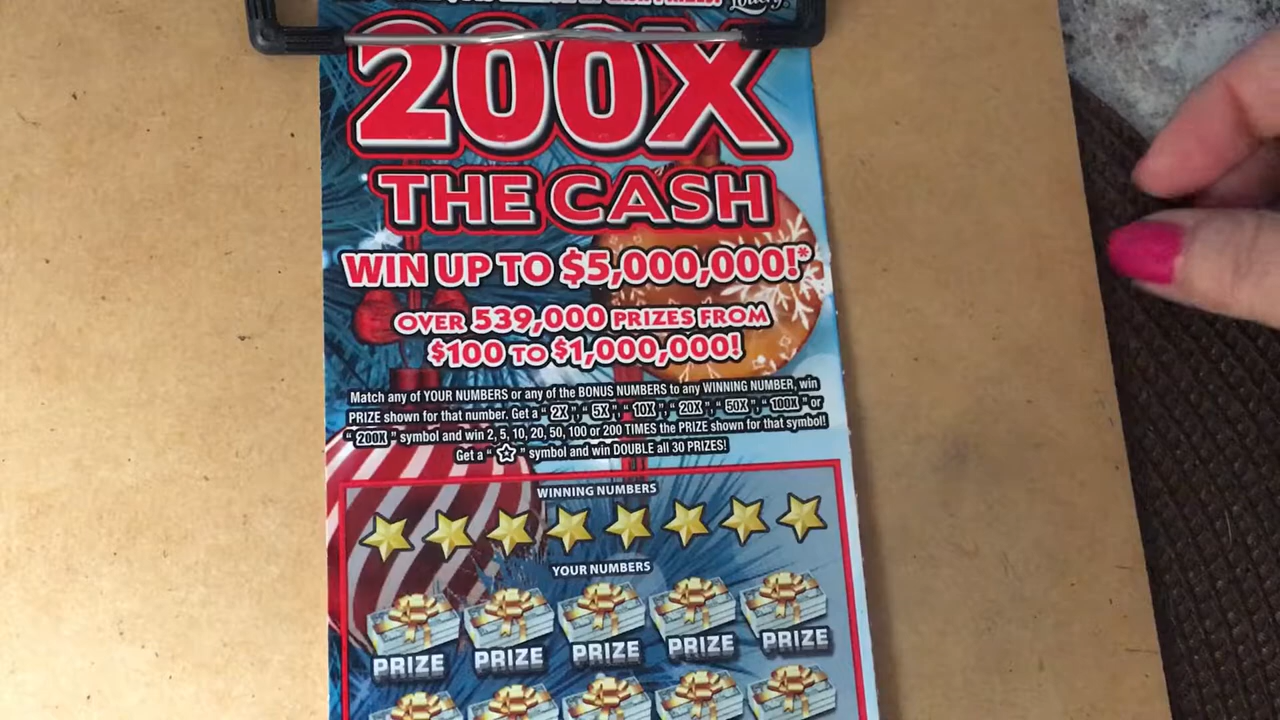 Lottery
200X
THE CASH
WIN UP TO $5,000,000!*
OVER 539,000 PRIZES FROM
$100 TO $1,000,000!
Match any of YOUR NUMBERS or any of the BONUS NUMBERS to any WINNING NUMBER, win
PRIZE shown for that number. Get a "2X", "5X", "10X", "20X", "50X", "100X" or
"200X" symbol and win 2, 5, 10, 20, 50, 100 or 200 TIMES the PRIZE shown for that symbol!
Get a "☆" symbol and win DOUBLE all 30 PRIZES!
WINNING NUMBERS
YOUR NUMBERS
PRIZE PRIZE PRIZE PRIZE PRIZE